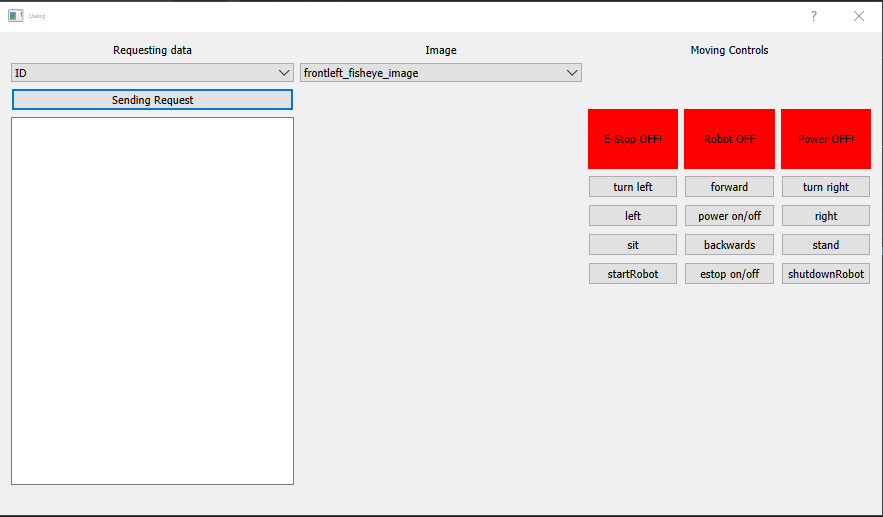 Dialog
Requesting data
Image
Moving Controls
ID
frontleft_fisheye_image
Sending Request
E-Stop OFF!
Robot OFF
Power OFF!
turn left
forward
turn right
left
power on/off
right
sit
backwards
stand
startRobot
estop on/off
shutdownRobot